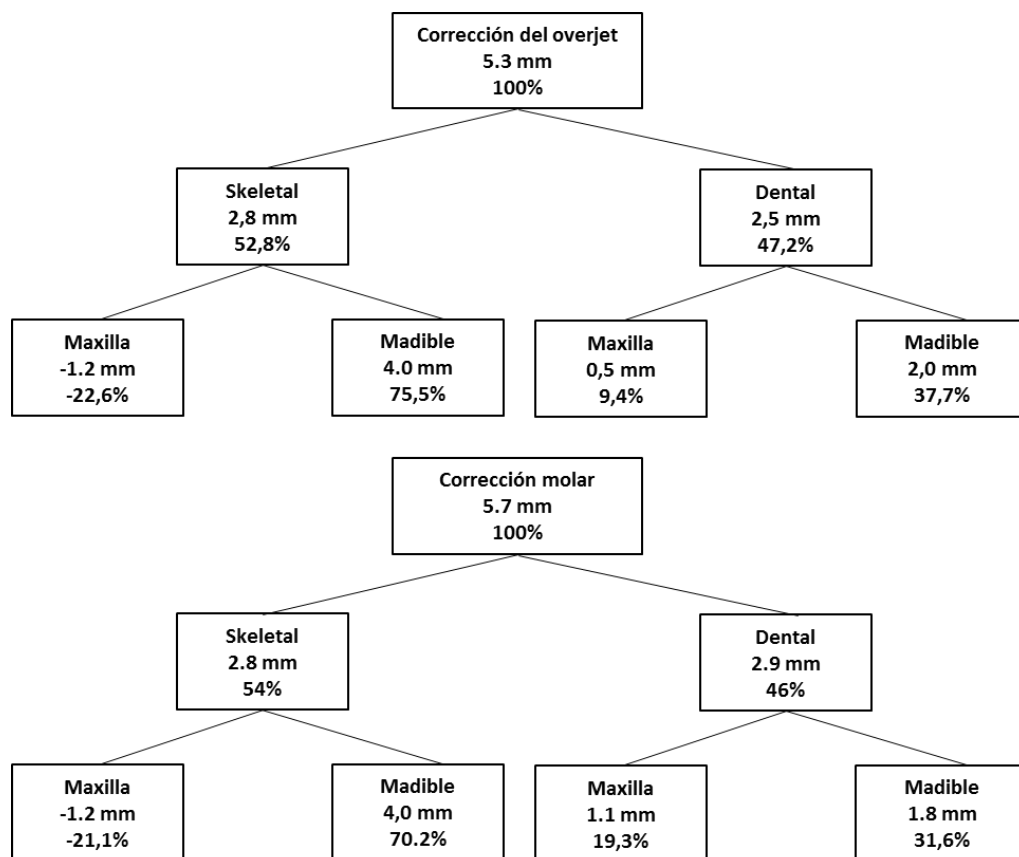 Corrección del overjet
5.3 mm
100%
Skeletal
2,8 mm
52,8%
Dental
2,5 mm
47,2%
Maxilla
-1.2 mm
-22,6%
Madible
4.0 mm
75,5%
Maxilla
0,5 mm
9,4%
Madible
2,0 mm
37,7%
Corrección molar
5.7 mm
100%
Skeletal
2.8 mm
54%
Dental
2.9 mm
46%
Maxilla
-1.2 mm
-21,1%
Madible
4,0 mm
70.2%
Maxilla
1.1 mm
19,3%
Madible
1.8 mm
31,6%